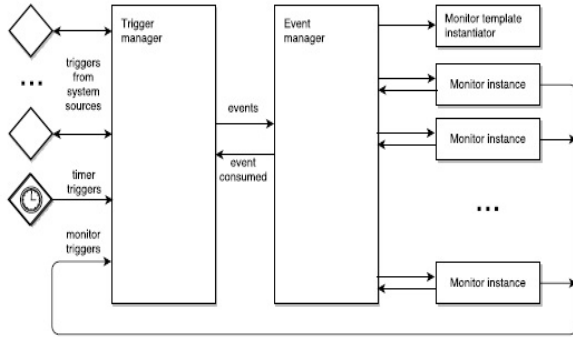 Trigger
manager
Event
manager
Monitor template
instantiator
triggers
from
system
sources
...
Monitor instance
events
Monitor instance
event
consumed
timer
triggers
...
monitor
triggers
Monitor instance